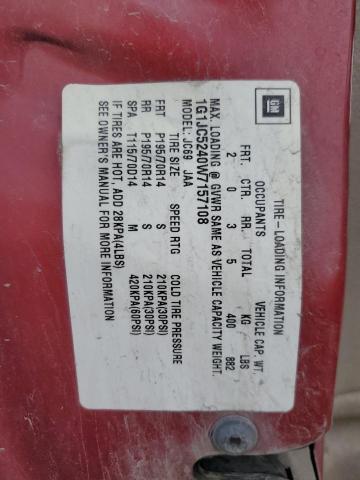 GM
TIRE-LOADING INFORMATION
OCCUPANTS VEHICLE CAP. WT.
FRT. CTR. RR. TOTAL KG LBS
2 0 3 5 400 882
MAX. LOADING @ GVWR SAME AS VEHICLE CAPACITY WEIGHT.
1G1JC5240W7157108
MODEL: JC69 JAA
TIRE SIZE SPEED RTG COLD TIRE PRESSURE
FRT P195/70R14 S 210KPA(30PSI)
RR P195/70R14 S 210KPA(30PSI)
SPA T115/70D14 M 420KPA(60PSI)
IF TIRES ARE HOT, ADD 28KPA(4LBS)
SEE OWNER'S MANUAL FOR MORE INFORMATION